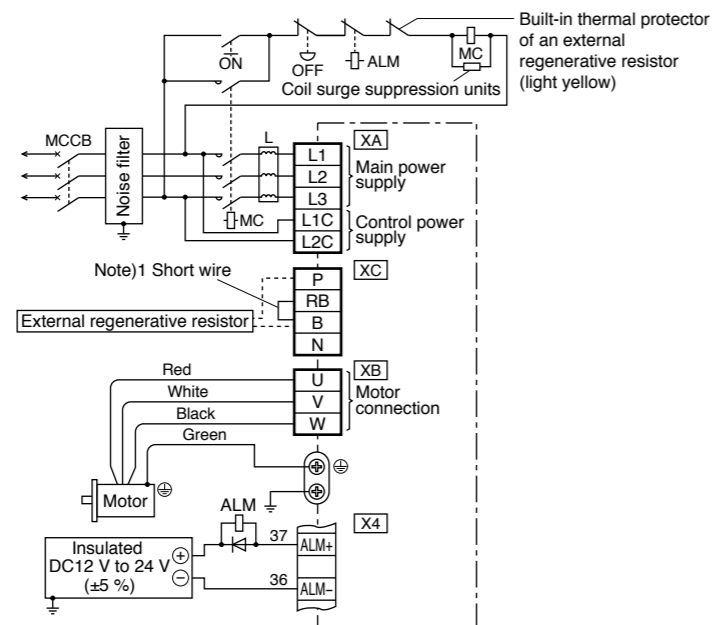 Built-in thermal protector
of an external
regenerative resistor
(light yellow)
ON
OFF
ALM
MC
Coil surge suppression units
MCCB
Noise filter
L
MC
XA
L1
L2
L3
L1C
L2C
Main power
supply
Control power
supply
Note)1 Short wire
External regenerative resistor
XC
P
RB
B
N
XB
U
V
W
Motor
connection
Red
White
Black
Green
Motor
ALM
X4
Insulated
DC12 V to 24 V
(±5 %)
+
−
37
ALM+
36
ALM−